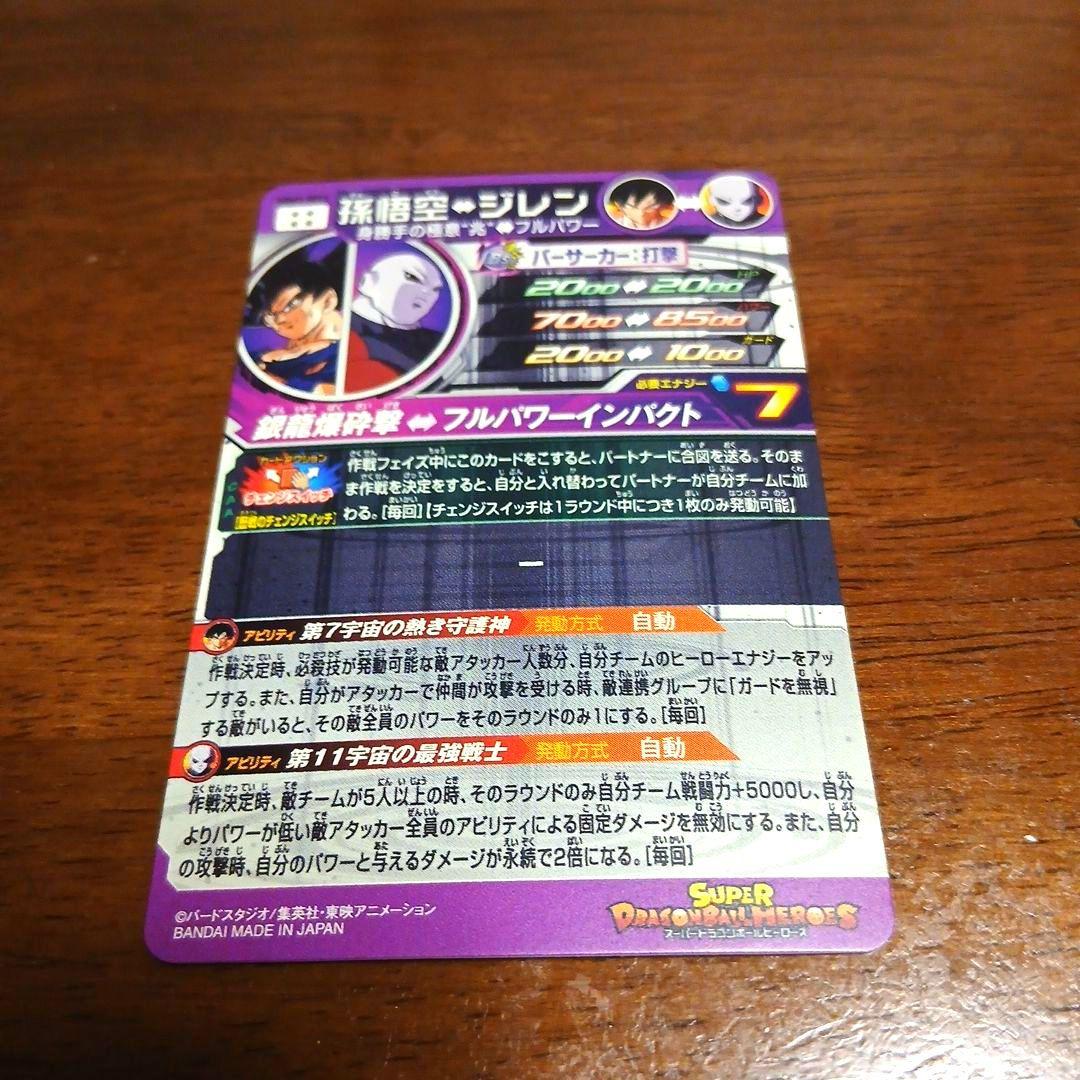 孫悟空⇔ジレン
身勝手の極意"兆"⇔フルパワー
バーサーカー：打撃
HP
2000⇔2000
パワー
7000⇔8500
ガード
2000⇔1000
必要エナジー 7
銀龍爆砕撃⇔フルパワーインパクト
カードアクション
チェンジスイッチ
CAA
作戦フェイズ中にこのカードをこすると、パートナーに合図を送る。そのま
ま作戦を決定をすると、自分と入れ替わってパートナーが自分チームに加
わる。[毎回]【チェンジスイッチは1ラウンド中につき1枚のみ発動可能】
ー
アビリティ 第7宇宙の熱き守護神 発動方式 自動
作戦決定時、必殺技が発動可能な敵アタッカー人数分、自分チームのヒーローエナジーをアッ
プする。また、自分がアタッカーで仲間が攻撃を受ける時、敵連携グループに「ガードを無視」
する敵がいると、その敵全員のパワーをそのラウンドのみ1にする。[毎回]
アビリティ 第11宇宙の最強戦士 発動方式 自動
作戦決定時、敵チームが5人以上の時、そのラウンドのみ自分チーム戦闘力+5000し、自分
よりパワーが低い敵アタッカー全員のアビリティによる固定ダメージを無効にする。また、自分
の攻撃時、自分のパワーと与えるダメージが永続で2倍になる。[毎回]
©バードスタジオ/集英社・東映アニメーション
BANDAI MADE IN JAPAN
SUPER
DRAGONBALL HEROES
スーパードラゴンボールヒーローズ